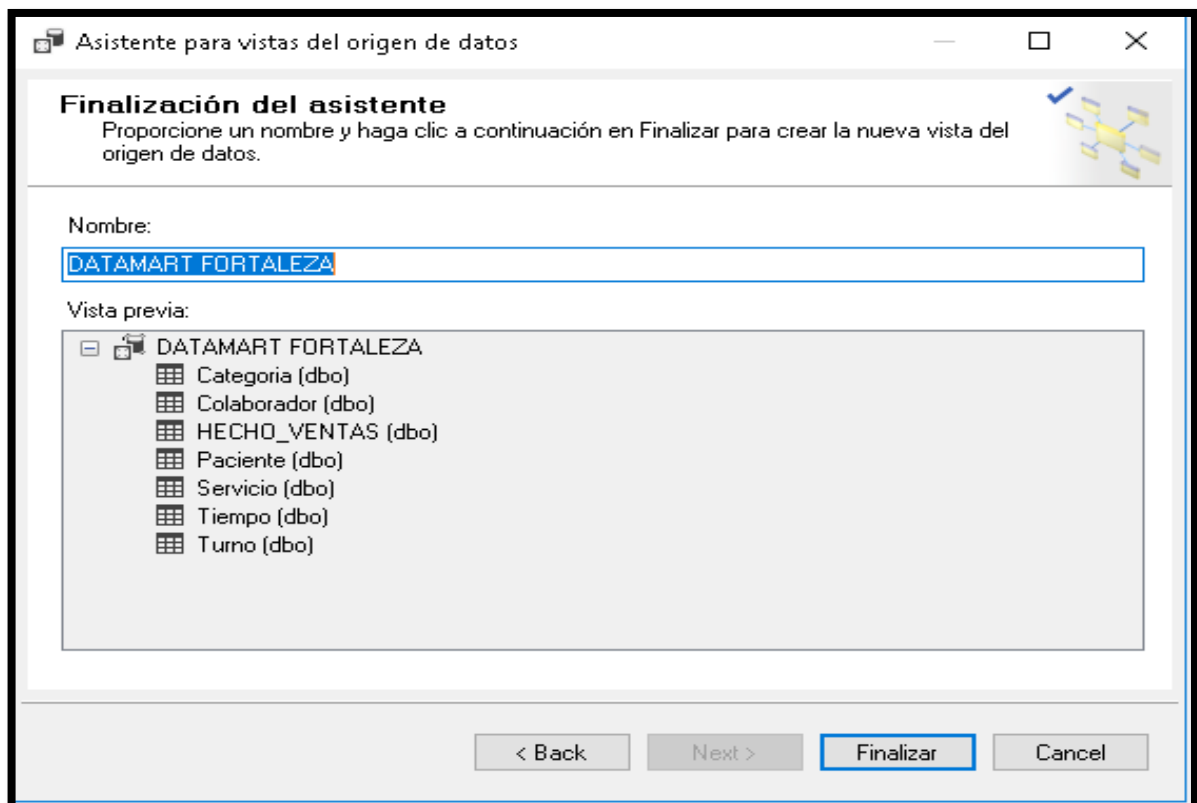 Asistente para vistas del origen de datos
Finalización del asistente
Proporcione un nombre y haga clic a continuación en Finalizar para crear la nueva vista del
origen de datos.
Nombre:
DATAMART FORTALEZA
Vista previa:
DATAMART FORTALEZA
Categoria (dbo)
Colaborador (dbo)
HECHO_VENTAS (dbo)
Paciente (dbo)
Servicio (dbo)
Tiempo (dbo)
Turno (dbo)
< Back Next > Finalizar Cancel